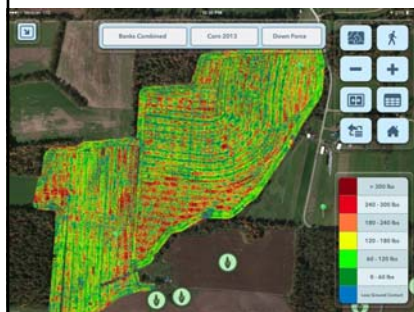 Banks Combined
Corn 2013
Down Force
> 300 lbs
240 - 300 lbs
180 - 240 lbs
120 - 180 lbs
60 - 120 lbs
0 - 60 lbs
Loss Ground Contact